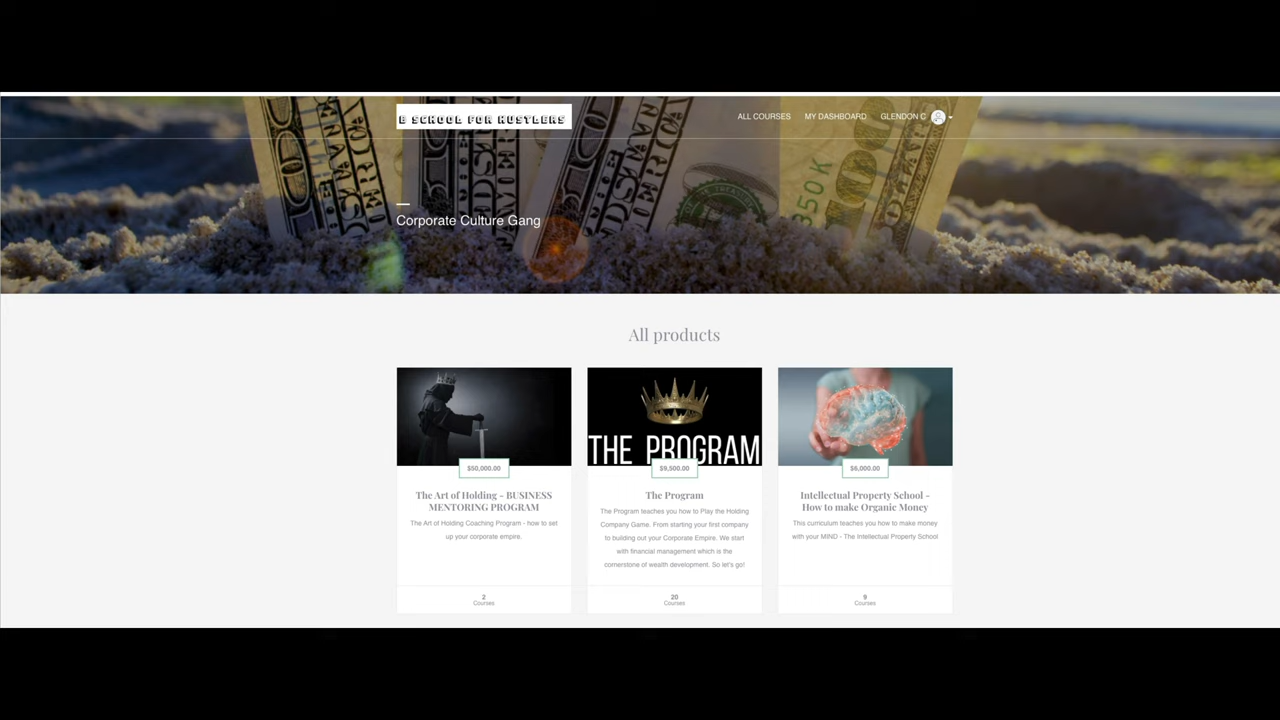 E SCHOOL FOR HUSTLERS
ALL COURSES MY DASHBOARD GLENDON C
Corporate Culture Gang
All products
THE PROGRAM
$50,000.00
$9,500.00
$6,000.00
The Art of Holding - BUSINESS
MENTORING PROGRAM
The Art of Holding Coaching Program - how to set
up your corporate empire.
2
Courses
The Program
The Program teaches you how to Play the Holding
Company Game. From starting your first company
to building out your Corporate Empire. We start
with financial management which is the
cornerstone of wealth development. So let's go!
20
Courses
Intellectual Property School -
How to make Organic Money
This curriculum teaches you how to make money
with your MIND - The Intellectual Property School
9
Courses